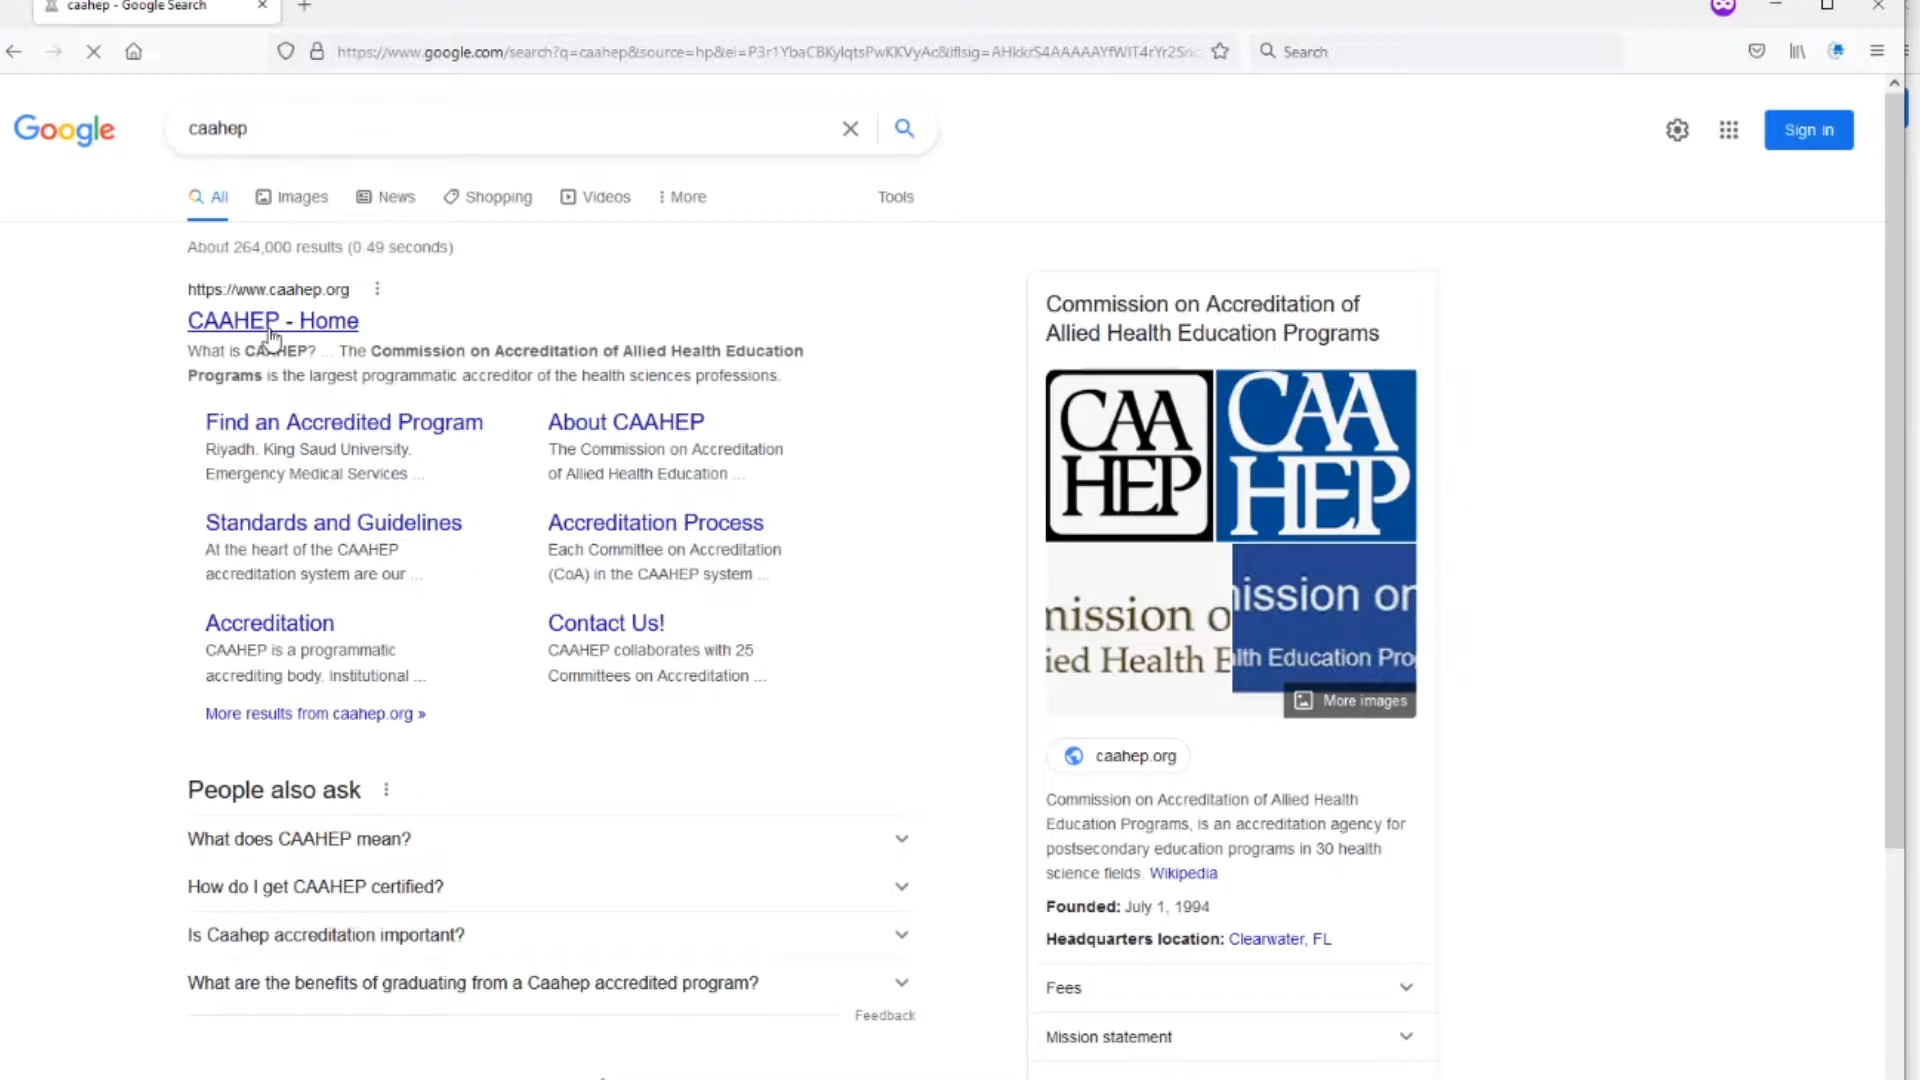 caahep - Google Search
https://www.google.com/search?q=caahep&source=hp&ei=P3r1YbaCBKylqtsPwKKVyAc&iflsig=AHkkrS4AAAAAYfWIT4rYr2Snc
Search
Google
caahep
Sign in
All Images News Shopping Videos More Tools
About 264,000 results (0.49 seconds)
https://www.caahep.org
CAAHEP - Home
What is CAAHEP? ... The Commission on Accreditation of Allied Health Education
Programs is the largest programmatic accreditor of the health sciences professions.
Find an Accredited Program
Riyadh. King Saud University.
Emergency Medical Services ...
About CAAHEP
The Commission on Accreditation
of Allied Health Education ...
Standards and Guidelines
At the heart of the CAAHEP
accreditation system are our ...
Accreditation Process
Each Committee on Accreditation
(CoA) in the CAAHEP system ...
Accreditation
CAAHEP is a programmatic
accrediting body. Institutional ...
Contact Us!
CAAHEP collaborates with 25
Committees on Accreditation ...
More results from caahep.org »
People also ask
What does CAAHEP mean?
How do I get CAAHEP certified?
Is Caahep accreditation important?
What are the benefits of graduating from a Caahep accredited program?
Feedback
Commission on Accreditation of
Allied Health Education Programs
CAA
HEP
CAA
HEP
mission o
ied Health E
ission or
lth Education Pro
More images
caahep.org
Commission on Accreditation of Allied Health
Education Programs, is an accreditation agency for
postsecondary education programs in 30 health
science fields. Wikipedia
Founded: July 1, 1994
Headquarters location: Clearwater, FL
Fees
Mission statement